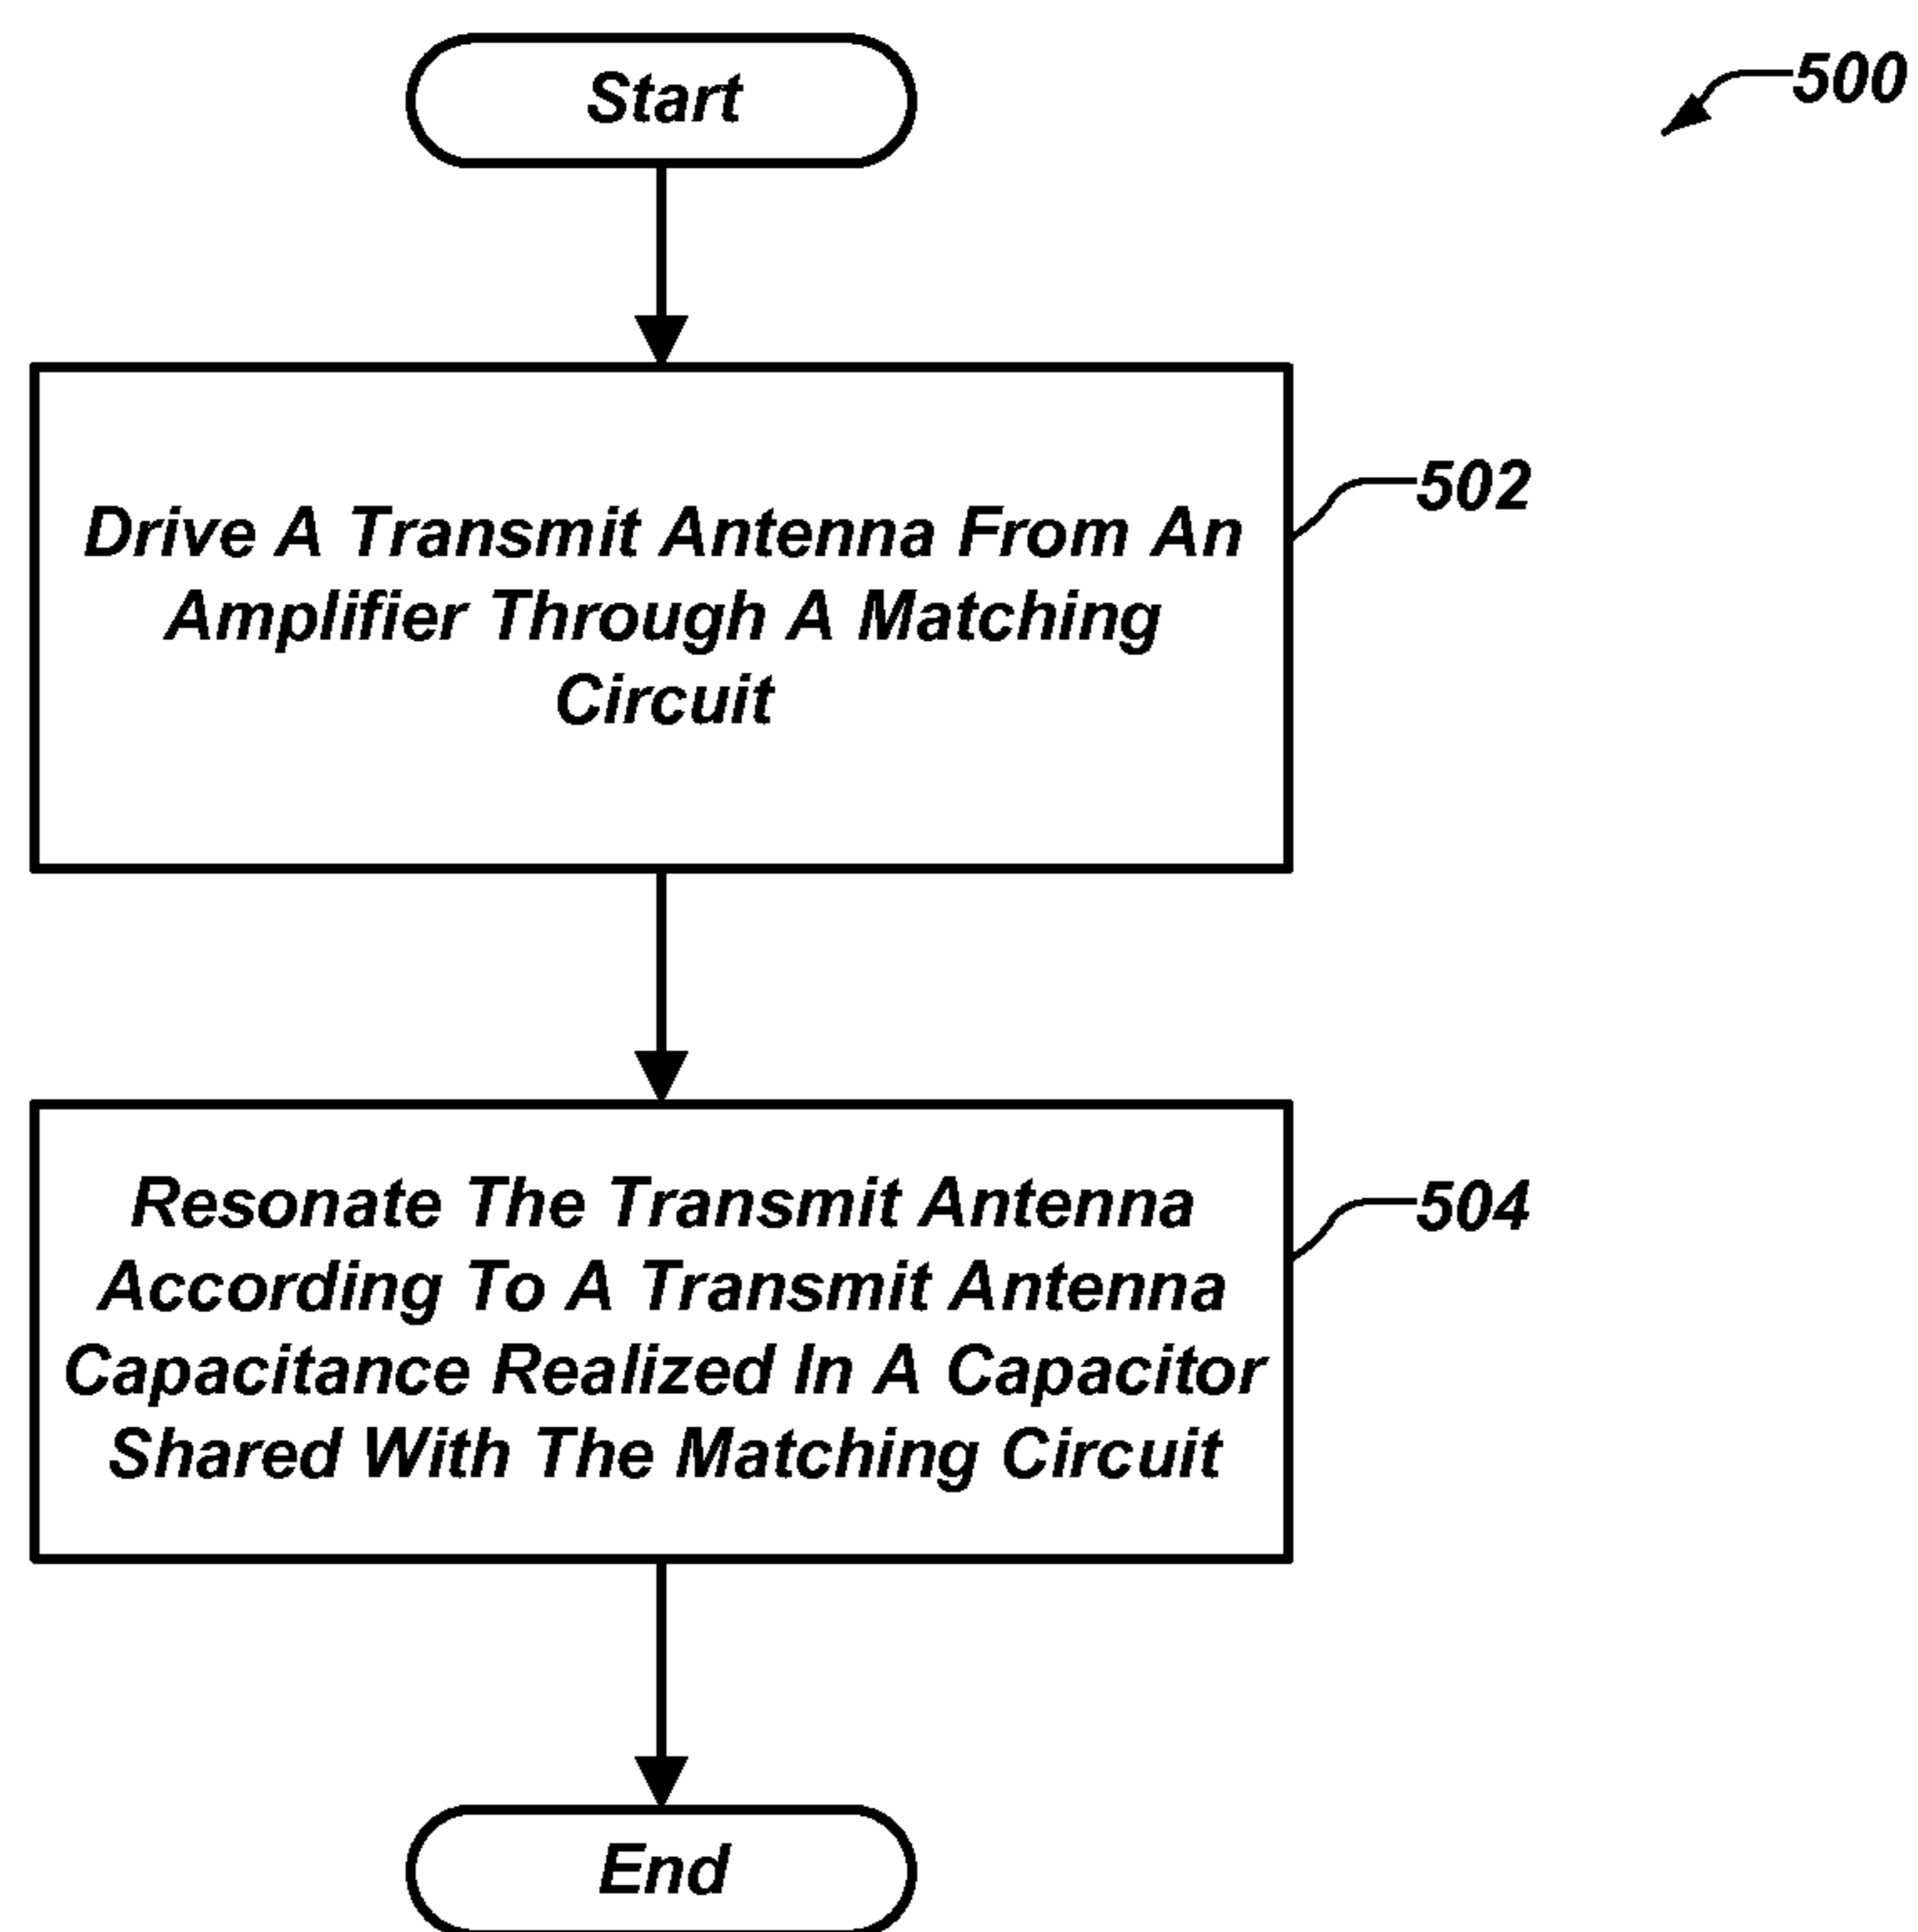 Start
500
Drive A Transmit Antenna From An
Amplifier Through A Matching
Circuit
502
Resonate The Transmit Antenna
According To A Transmit Antenna
Capacitance Realized In A Capacitor
Shared With The Matching Circuit
504
End